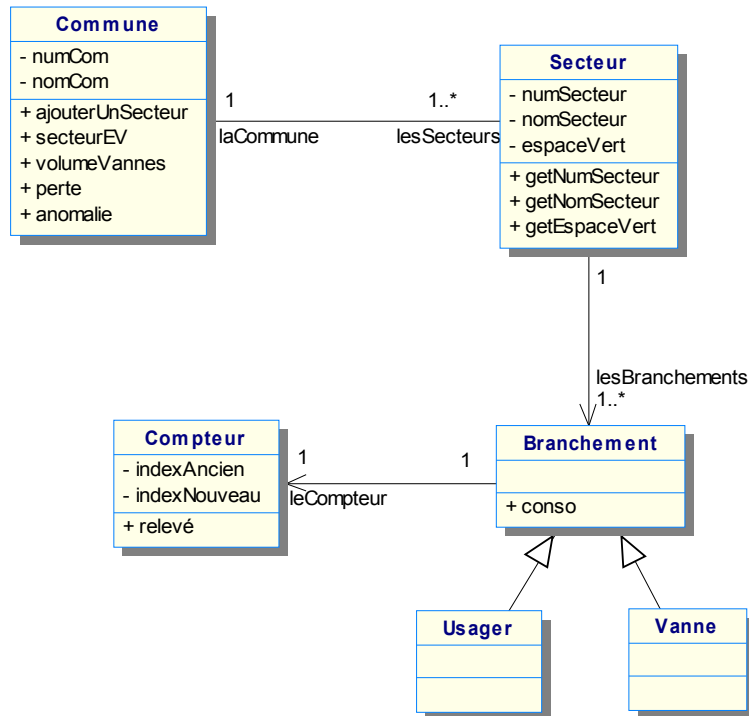 Commune
- numCom
- nomCom
+ ajouterUnSecteur
+ secteurEV
+ volumeVannes
+ perte
+ anomalie
1
1..*
laCommune
lesSecteurs
Secteur
- numSecteur
- nomSecteur
- espaceVert
+ getNumSecteur
+ getNomSecteur
+ getEspaceVert
1
lesBranchements
1..*
Compteur
- indexAncien
- indexNouveau
+ relevé
1
1
leCompteur
Branchement
+ conso
Usager
Vanne